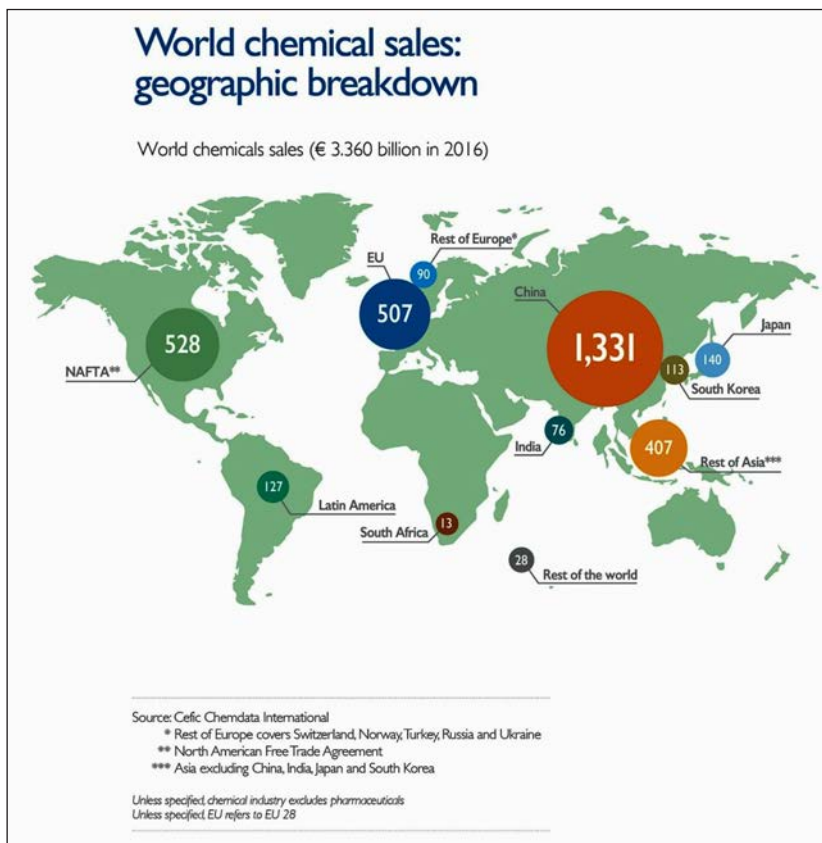 World chemical sales:
geographic breakdown
World chemicals sales (€ 3.360 billion in 2016)
Rest of Europe*
90
EU
507
China
1,331
Japan
140
113
South Korea
528
NAFTA**
76
India
407
Rest of Asia***
127
Latin America
13
South Africa
28
Rest of the world
Source: Cefic Chemdata International
* Rest of Europe covers Switzerland, Norway, Turkey, Russia and Ukraine
** North American Free Trade Agreement
*** Asia excluding China, India, Japan and South Korea
Unless specified, chemical industry excludes pharmaceuticals
Unless specified, EU refers to EU 28